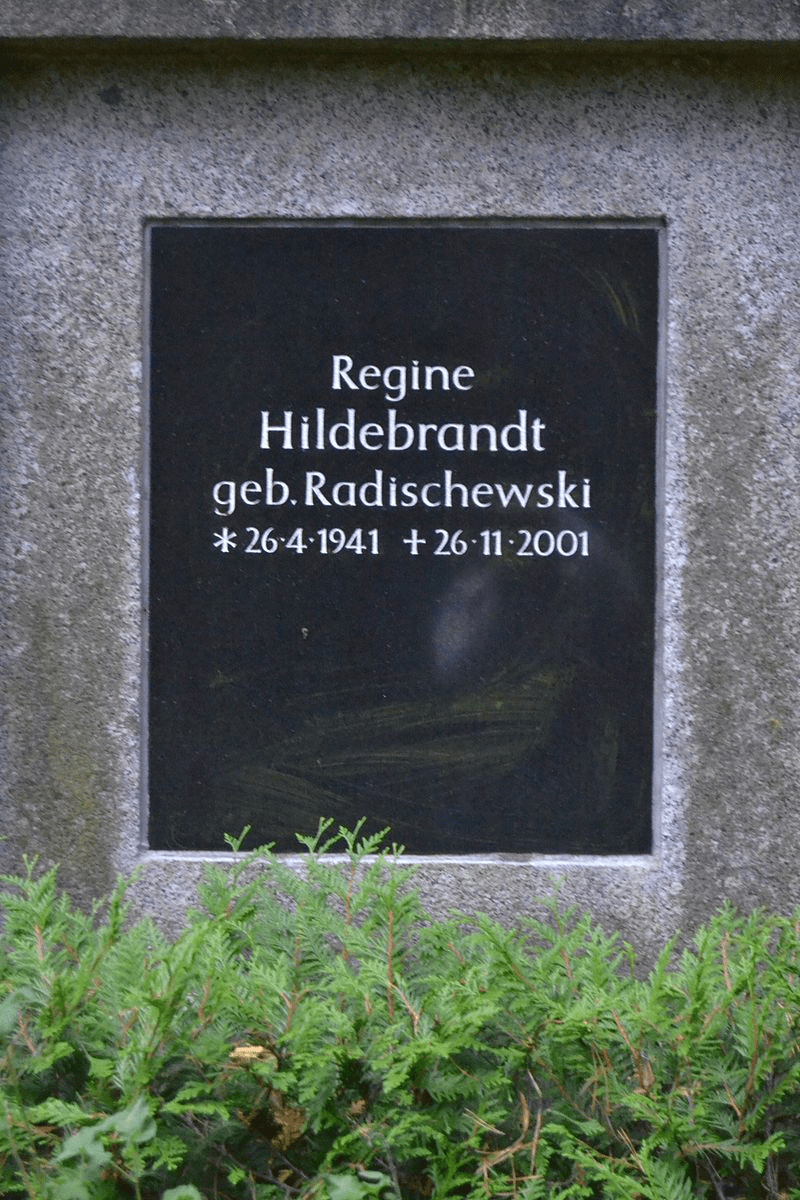 Regine
Hildebrandt
geb. Radischewski
* 26·4·1941 + 26·11·2001